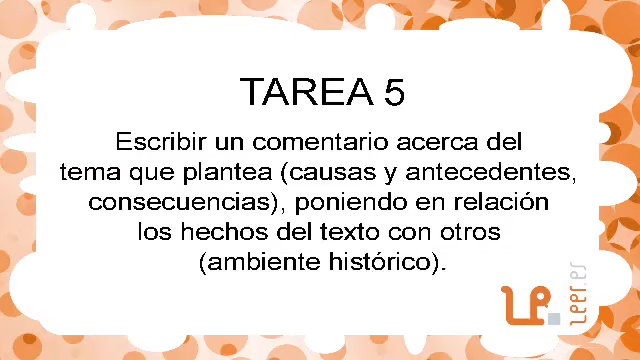 TAREA 5
Escribir un comentario acerca del
tema que plantea (causas y antecedentes,
consecuencias), poniendo en relación
los hechos del texto con otros
(ambiente histórico).
leer.es